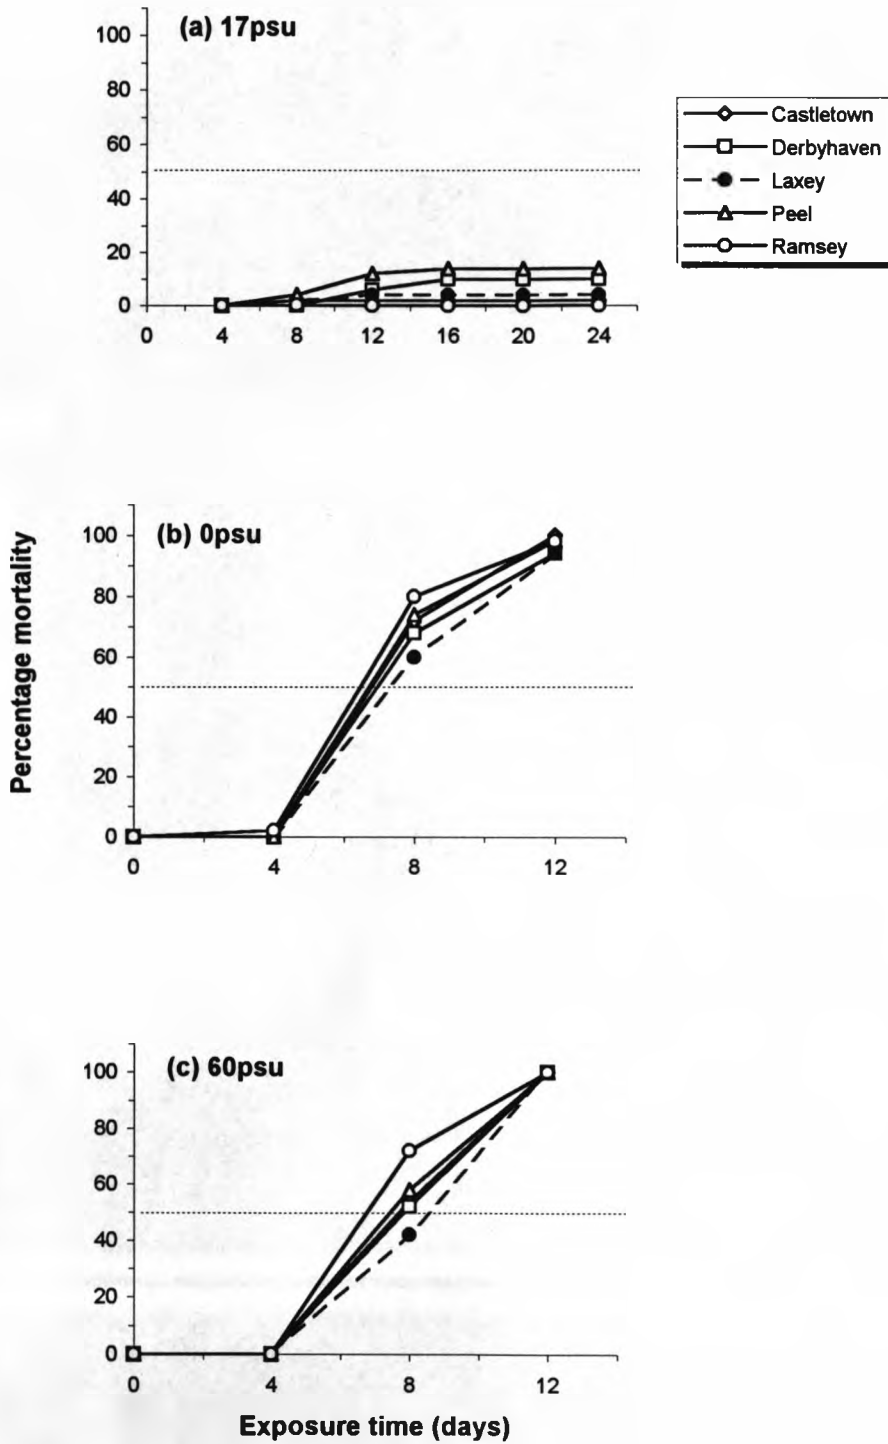 (a) 17psu
100
80
60
40
20
0
0 4 8 12 16 20 24
Castletown
Derbyhaven
Laxey
Peel
Ramsey
Percentage mortality
(b) 0psu
100
80
60
40
20
0
0 4 8 12
(c) 60psu
100
80
60
40
20
0
0 4 8 12
Exposure time (days)